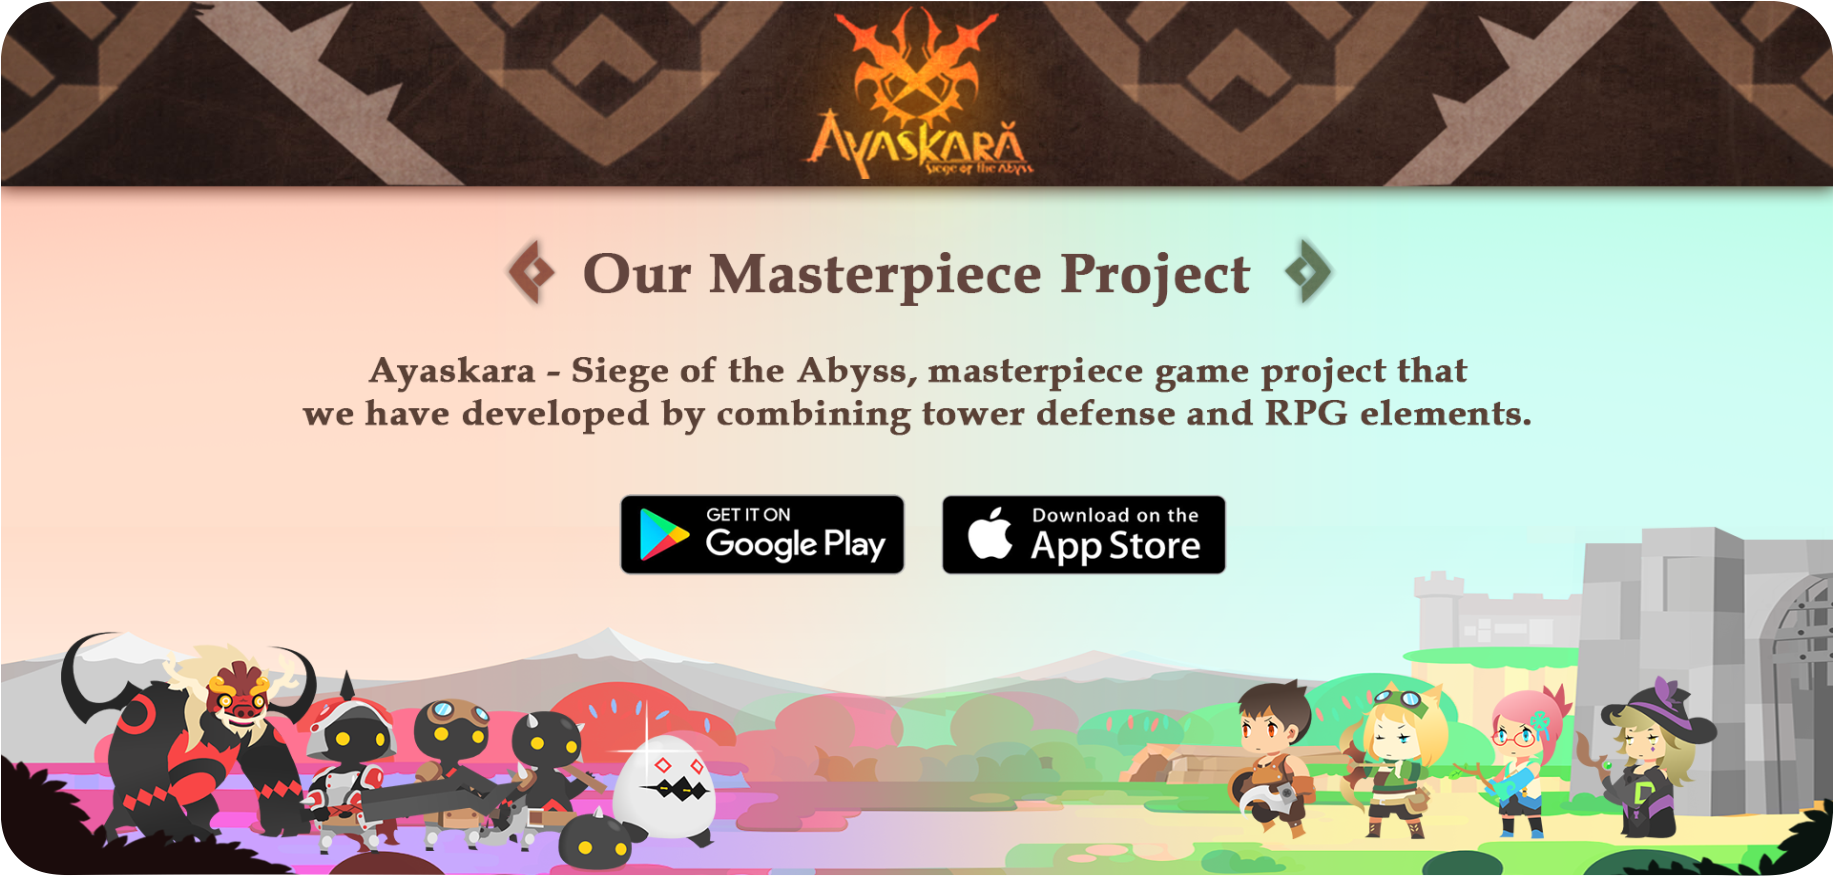 AYASKARĂ
Siege of the Abyss
Our Masterpiece Project
Ayaskara - Siege of the Abyss, masterpiece game project that
we have developed by combining tower defense and RPG elements.
GET IT ON
Google Play
Download on the
App Store